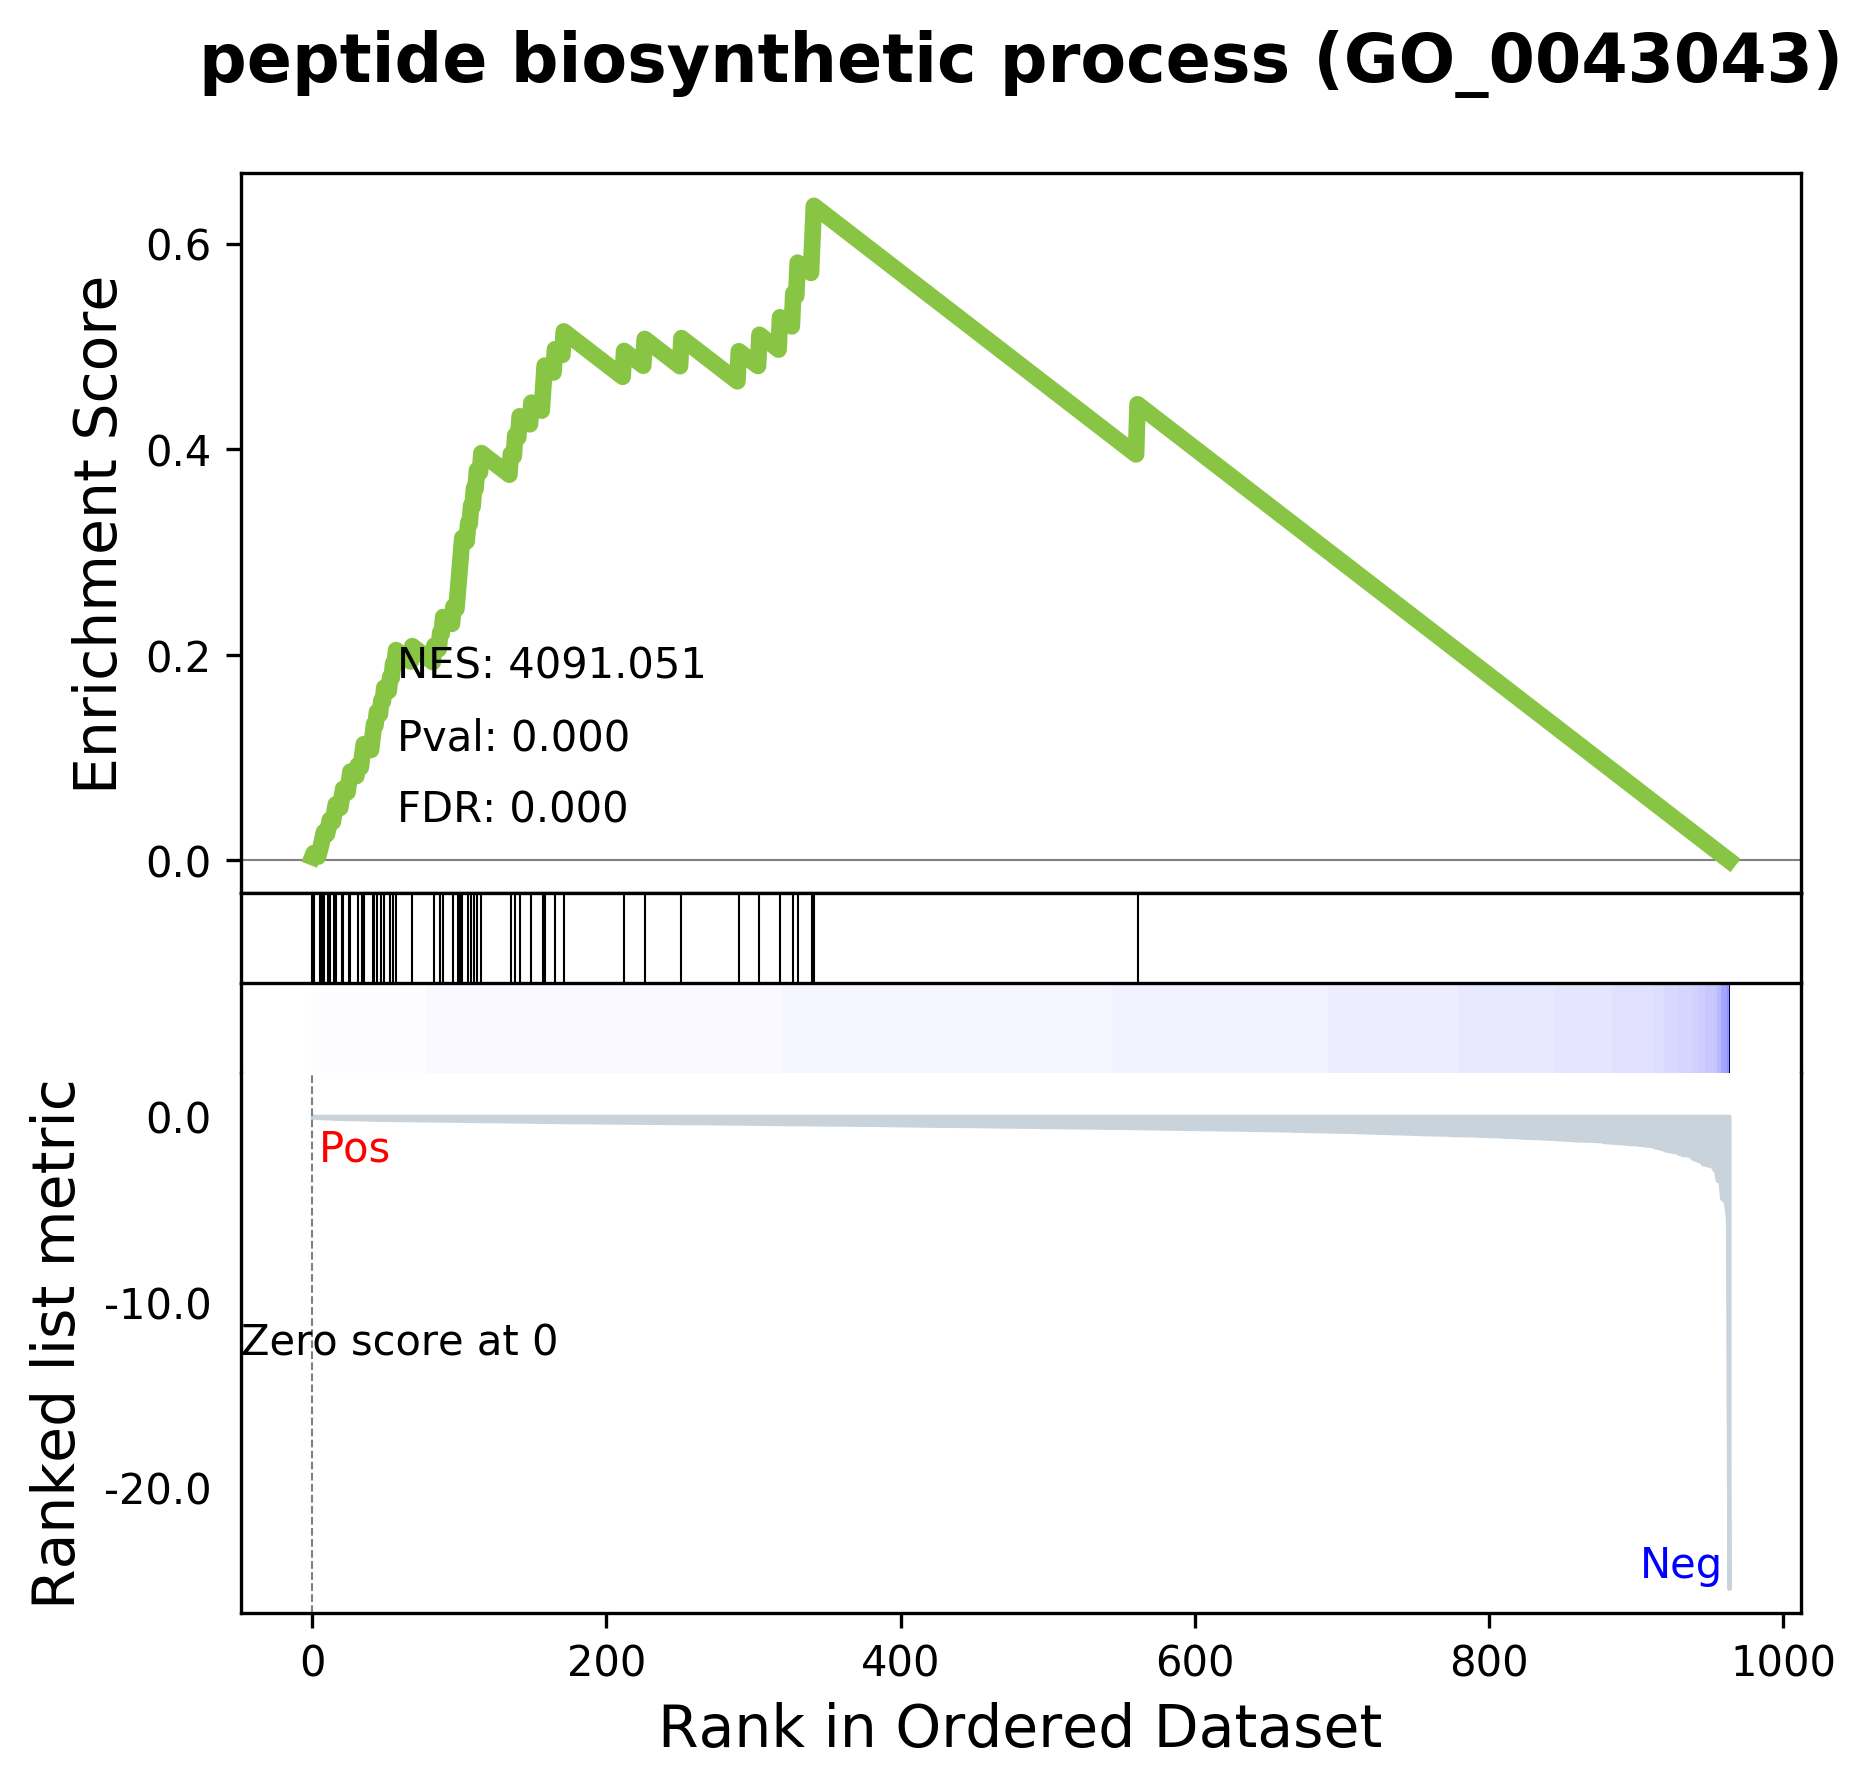 peptide biosynthetic process (GO_0043043)
Enrichment Score
0.6
0.4
0.2
0.0
NES: 4091.051
Pval: 0.000
FDR: 0.000
Ranked list metric
0.0
-10.0
-20.0
Pos
Zero score at 0
Neg
0 200 400 600 800 1000
Rank in Ordered Dataset